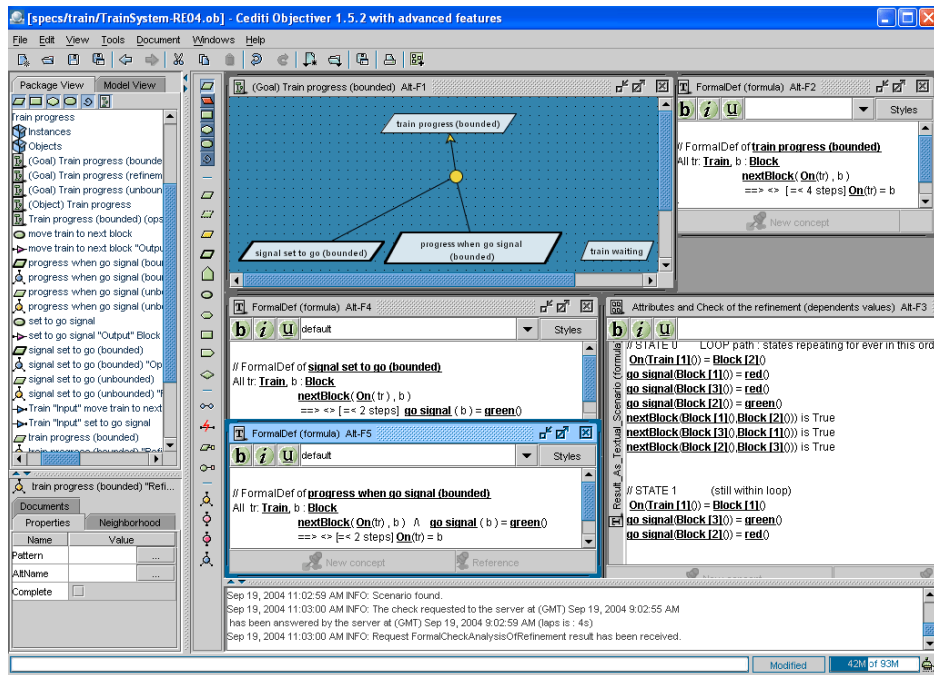 [specs/train/TrainSystem-RE04.ob] - Cediti Objectiver 1.5.2 with advanced features
File Edit View Tools Document Windows Help
Package View Model View
Train progress
Instances
Objects
(Goal) Train progress (bounde
(Goal) Train progress (refinem
(Goal) Train progress (unboun
(Object) Train progress
Train progress (bounded) (ops
move train to next block
move train to next block "Outpu
progress when go signal (bour
progress when go signal (bour
progress when go signal (unbo
progress when go signal (unbo
set to go signal
set to go signal "Output" Block
signal set to go (bounded)
signal set to go (bounded) "Op
signal set to go (unbounded)
signal set to go (unbounded) "F
Train "Input" move train to next
Train "Input" set to go signal
train progress (bounded)
train progress (bounded) "Refi
train progress (bounded) "Refi...
Documents
Properties Neighborhood
Name Value
Pattern ...
AltName ...
Complete
(Goal) Train progress (bounded) Alt-F1
train progress (bounded)
signal set to go (bounded)
progress when go signal
(bounded)
train waiting
FormalDef (formula) Alt-F2
b i u Styles
// FormalDef of train progress (bounded)
All tr: Train, b : Block
nextBlock( On(tr) , b )
==> <> [=< 4 steps] On(tr) = b
New concept
FormalDef (formula) Alt-F4
b i u default Styles
// FormalDef of signal set to go (bounded)
All tr: Train, b : Block
nextBlock( On( tr ) , b )
==> <> [=< 2 steps] go signal ( b ) = green()
FormalDef (formula) Alt-F5
b i u default Styles
// FormalDef of progress when go signal (bounded)
All tr: Train, b : Block
nextBlock( On(tr) , b ) /\ go signal ( b ) = green()
==> <> [=< 2 steps] On(tr) = b
New concept Reference
Attributes and Check of the refinement (dependents values) Alt-F3
b i u
Result_As_Textual_Scenario (formula
// STATE 0 LOOP path : states repeating for ever in this ord
On(Train [1]()) = Block [2]()
go signal(Block [1]()) = red()
go signal(Block [3]()) = red()
go signal(Block [2]()) = green()
nextBlock(Block [1](),Block [2]()) is True
nextBlock(Block [3](),Block [1]()) is True
nextBlock(Block [2](),Block [3]()) is True
// STATE 1 (still within loop)
On(Train [1]()) = Block [1]()
go signal(Block [3]()) = green()
go signal(Block [2]()) = red()
Sep 19, 2004 11:02:59 AM INFO: Scenario found.
Sep 19, 2004 11:03:00 AM INFO: The check requested to the server at (GMT) Sep 19, 2004 9:02:55 AM
has been answered by the server at (GMT) Sep 19, 2004 9:02:59 AM (laps is : 4s)
Sep 19, 2004 11:03:00 AM INFO: Request FormalCheckAnalysisOfRefinement result has been received.
Modified 42M of 93M